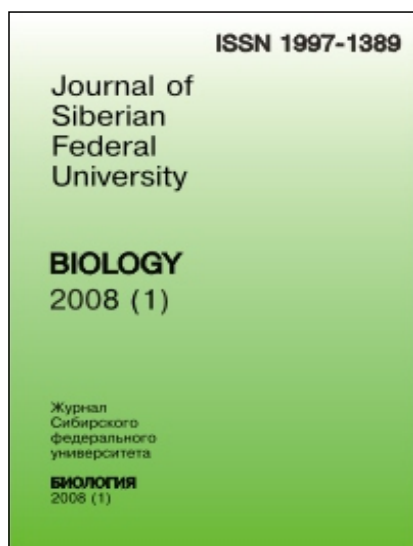 ISSN 1997-1389
Journal of
Siberian
Federal
University
BIOLOGY
2008 (1)
Журнал
Сибирского
федерального
университета
БИОЛОГИЯ
2008 (1)